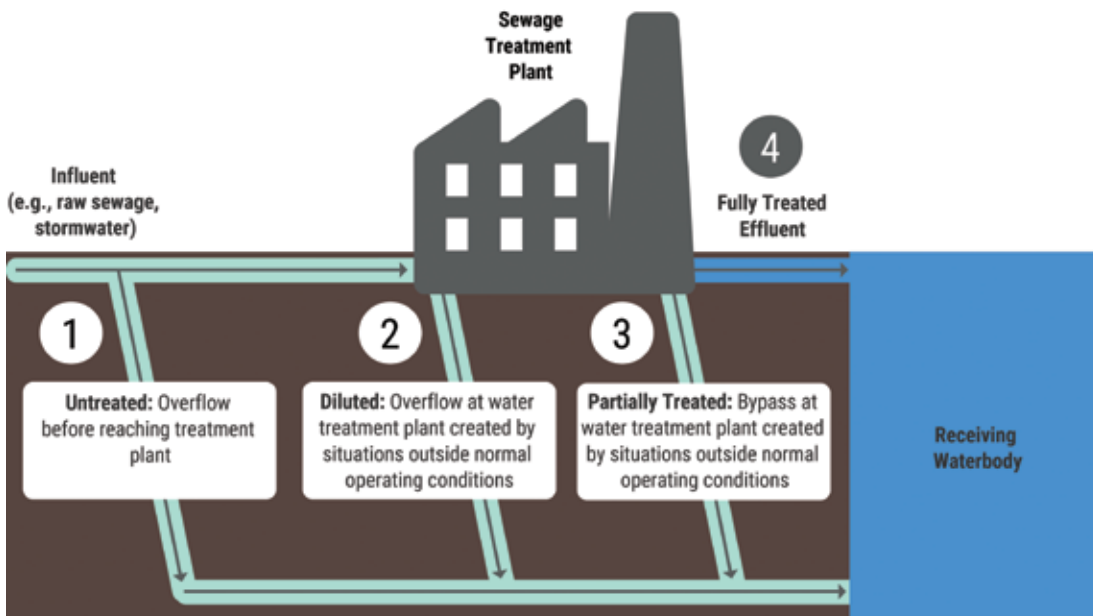 Sewage
Treatment
Plant
4
Influent
(e.g., raw sewage,
stormwater)
Fully Treated
Effluent
1
2
3
Untreated: Overflow
before reaching treatment
plant
Diluted: Overflow at water
treatment plant created by
situations outside normal
operating conditions
Partially Treated: Bypass at
water treatment plant created
by situations outside normal
operating conditions
Receiving
Waterbody